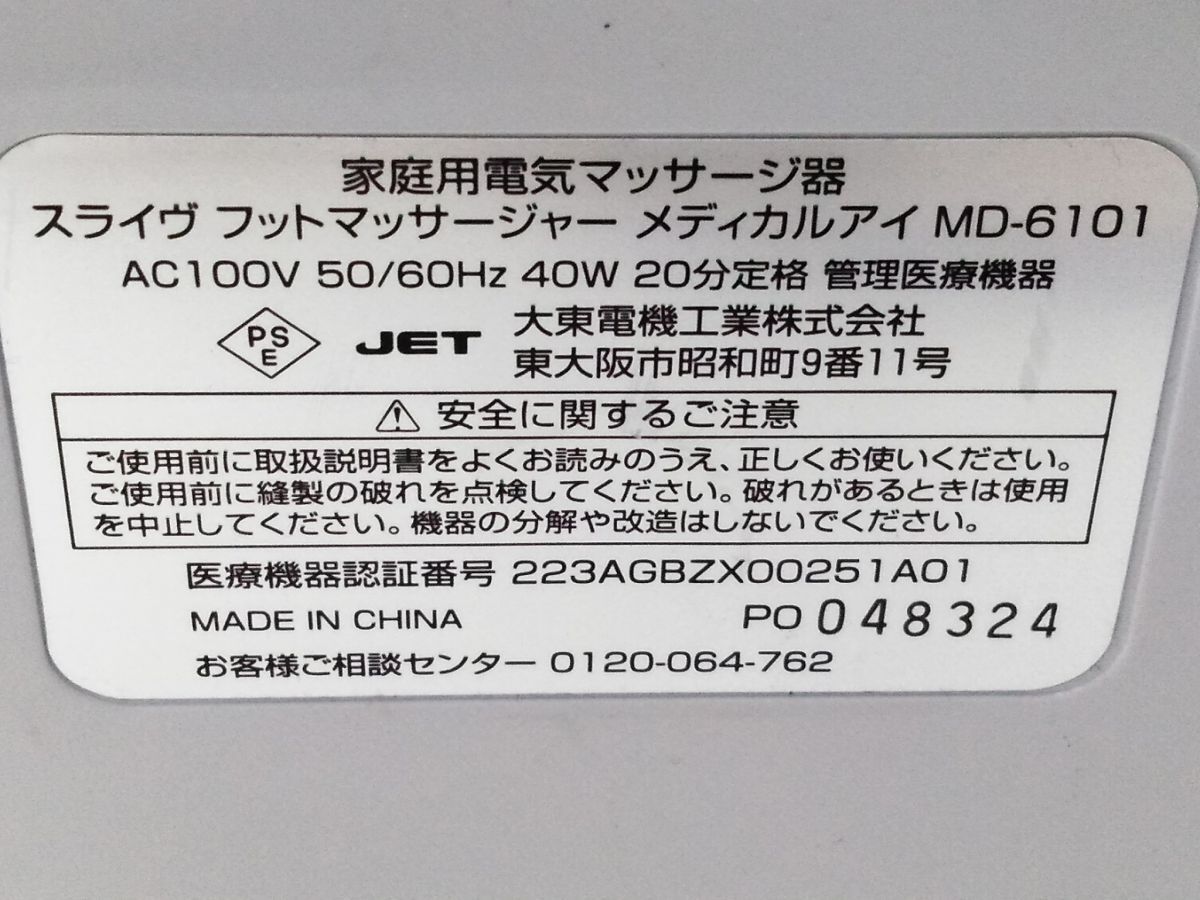 家庭用電気マッサージ器
スライヴ フットマッサージャー メディカルアイ MD-6101
AC100V 50/60Hz 40W 20分定格 管理医療機器
PSE JET 大東電機工業株式会社
東大阪市昭和町9番11号
⚠ 安全に関するご注意
ご使用前に取扱説明書をよくお読みのうえ、正しくお使いください。
ご使用前に縫製の破れを点検してください。破れがあるときは使用
を中止してください。機器の分解や改造はしないでください。
医療機器認証番号 223AGBZX00251A01
MADE IN CHINA PO 048324
お客様ご相談センター 0120-064-762